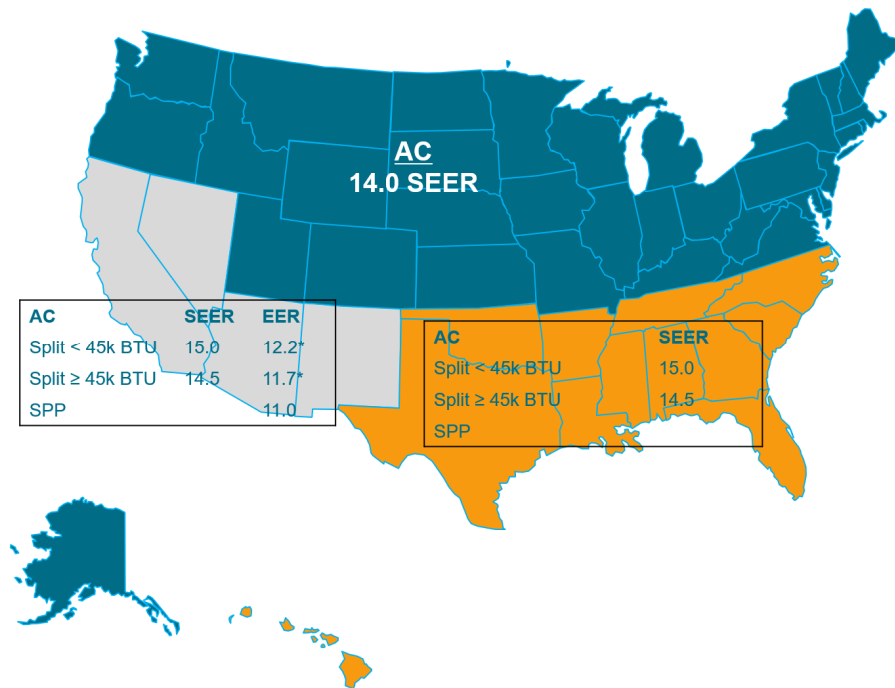 AC
14.0 SEER
AC SEER EER
Split < 45k BTU 15.0 12.2*
Split ≥ 45k BTU 14.5 11.7*
SPP 11.0
AC SEER
Split < 45k BTU 15.0
Split ≥ 45k BTU 14.5
SPP